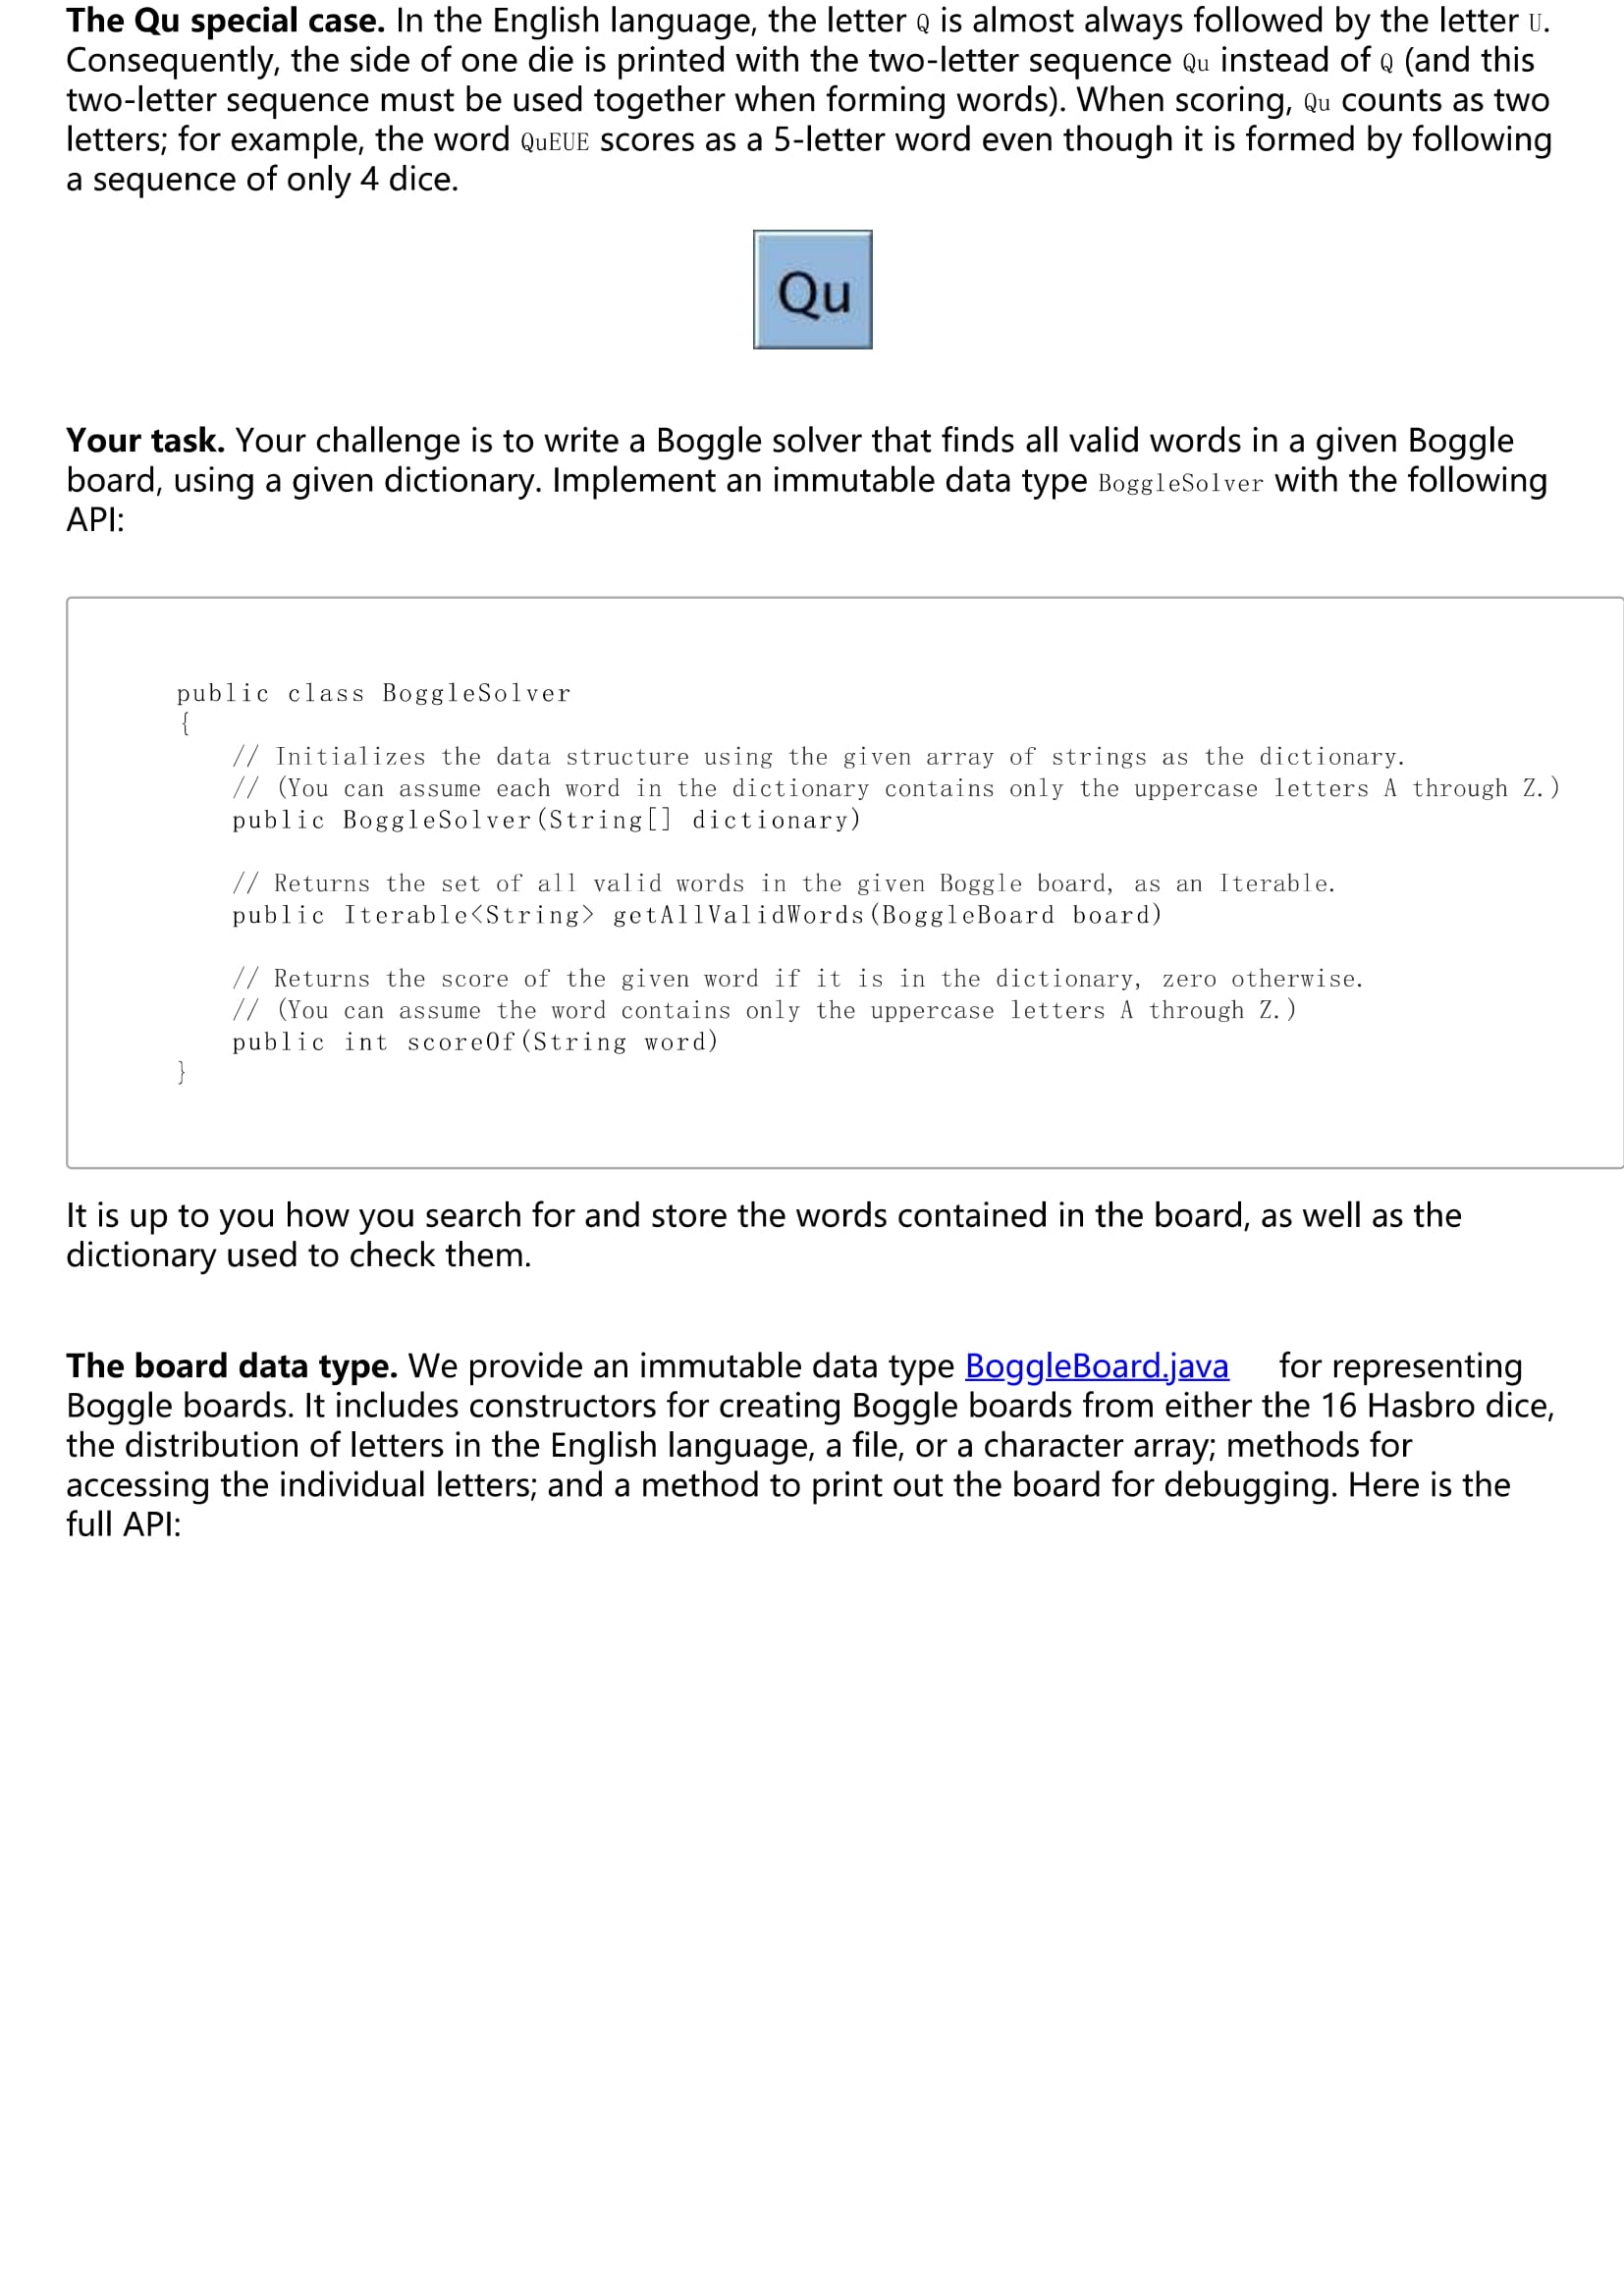 The Qu special case. In the English language, the letter Q is almost always followed by the letter U.
Consequently, the side of one die is printed with the two-letter sequence Qu instead of Q (and this
two-letter sequence must be used together when forming words). When scoring, Qu counts as two
letters; for example, the word QuEUE scores as a 5-letter word even though it is formed by following
a sequence of only 4 dice.
Qu
Your task. Your challenge is to write a Boggle solver that finds all valid words in a given Boggle
board, using a given dictionary. Implement an immutable data type BoggleSolver with the following
API:
public class BoggleSolver
{
// Initializes the data structure using the given array of strings as the dictionary.
// (You can assume each word in the dictionary contains only the uppercase letters A through Z.)
public BoggleSolver(String[] dictionary)
// Returns the set of all valid words in the given Boggle board, as an Iterable.
public Iterable<String> getAllValidWords(BoggleBoard board)
// Returns the score of the given word if it is in the dictionary, zero otherwise.
// (You can assume the word contains only the uppercase letters A through Z.)
public int scoreOf(String word)
}
It is up to you how you search for and store the words contained in the board, as well as the
dictionary used to check them.
The board data type. We provide an immutable data type BoggleBoard.java for representing
Boggle boards. It includes constructors for creating Boggle boards from either the 16 Hasbro dice,
the distribution of letters in the English language, a file, or a character array; methods for
accessing the individual letters; and a method to print out the board for debugging. Here is the
full API: